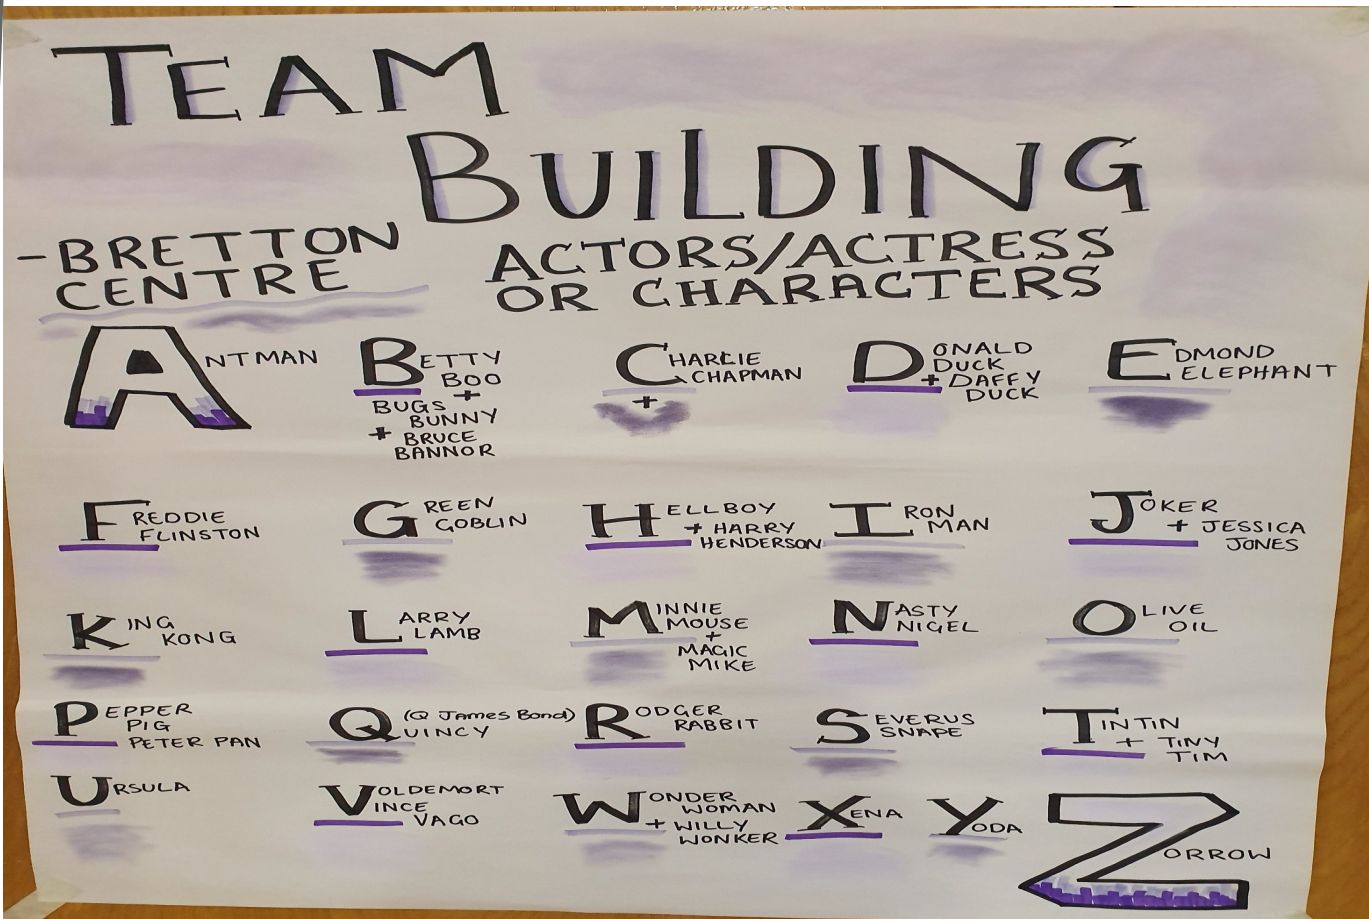 TEAM
BUILDING
-BRETTON
CENTRE
ACTORS/ACTRESS
OR CHARACTERS
ANTMAN
BETTY
BOO
+
BUGS
BUNNY
+ BRUCE
BANNOR
CHARLIE
CHAPMAN
+
DONALD
DUCK
+ DAFFY
DUCK
EDMOND
ELEPHANT
FREDDIE
FLINSTON
GREEN
GOBLIN
HELLBOY
+ HARRY
HENDERSON
IRON
MAN
JOKER
+ JESSICA
JONES
KING
KONG
LARRY
LAMB
MINNIE
MOUSE
+
MAGIC
MIKE
NASTY
NIGEL
OLIVE
OIL
PEPPER
PIG
PETER PAN
(Q James Bond)
QUINCY
RODGER
RABBIT
SEVERUS
SNAPE
TINTIN
+ TINY
TIM
URSULA
VOLDEMORT
VINCE
VAGO
WONDER
WOMAN
+ WILLY
WONKER
XENA
YODA
ZORROW